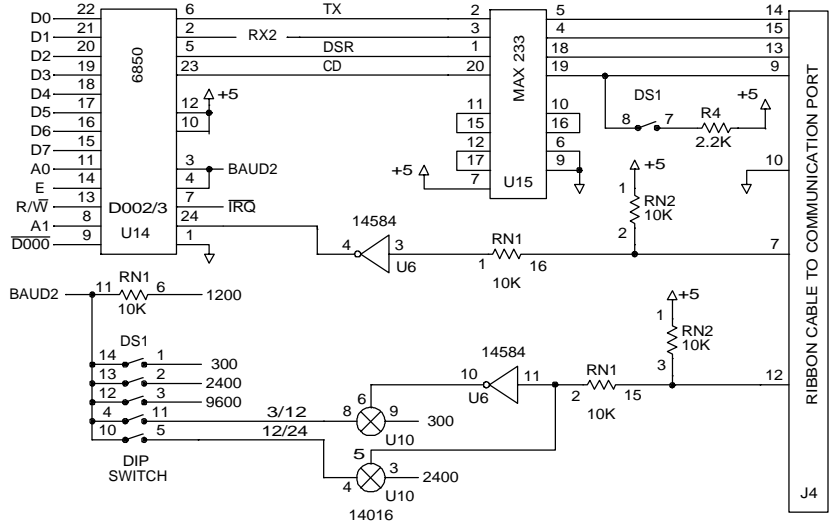 D0 22 6 TX 2 5 14
D1 21 2 RX2 3 4 15
D2 20 5 DSR 1 18 13
D3 19 23 CD 20 19 9
D4 18
D5 17 12 +5
D6 16 10
D7 15
A0 11 3 BAUD2
E 14 4
R/W̅ 13 7 I̅R̅Q̅
A1 8 24
D̅0̅0̅0̅ 9 1
6850
D002/3
U14
MAX 233
U15
11 10
15 16
12 6
17 9
+5 7
DS1
8 7
R4
2.2K
+5
10
+5
1
RN2
10K
2
14584
4 3
U6
RN1
1 16
10K
7
BAUD2 11 RN1 6 1200
10K
DS1
14 1 300
13 2 2400
12 3 9600
4 11 3/12 8 9 300
6
U10
10 5 12/24 4 3 2400
5
U10
14016
DIP
SWITCH
14584
10 11
U6
RN1
2 15
10K
+5
1
RN2
10K
3
12
RIBBON CABLE TO COMMUNICATION PORT
J4